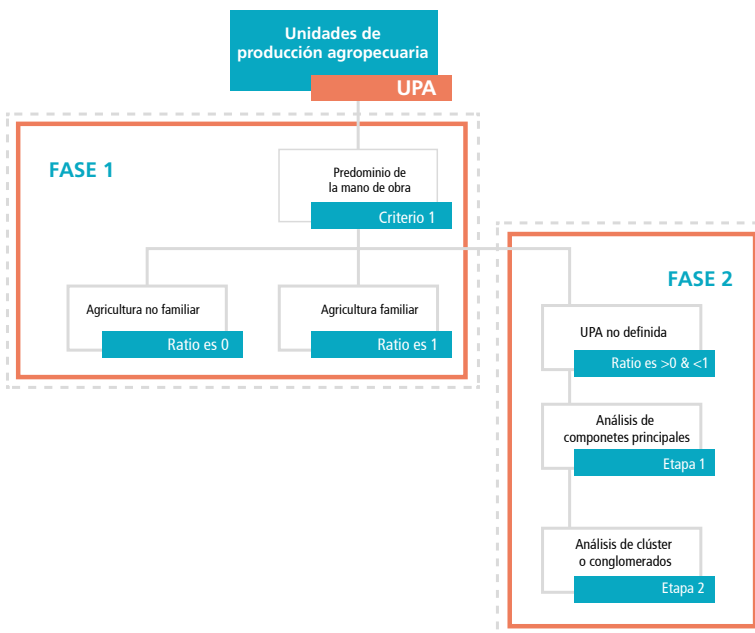 Unidades de
producción agropecuaria
UPA
FASE 1
Predominio de
la mano de obra
Criterio 1
Agricultura no familiar
Ratio es 0
Agricultura familiar
Ratio es 1
FASE 2
UPA no definida
Ratio es >0 & <1
Análisis de
componetes principales
Etapa 1
Análisis de clúster
o conglomerados
Etapa 2